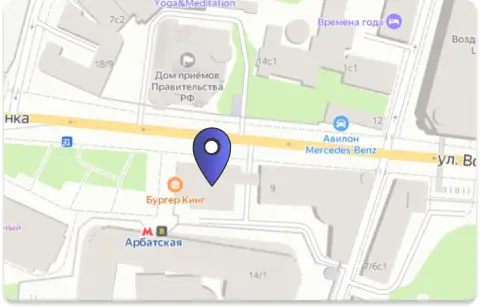 Yoga&Meditation
7с2
Времена года
18/9
Дом приёмов
Правительства
РФ
14с1
1с1
Возд
12
нка
Авилон
Mercedes-Benz
ул. Во
Бургер Кинг
9
М
8
Арбатская
ный
14/1
7/6с1